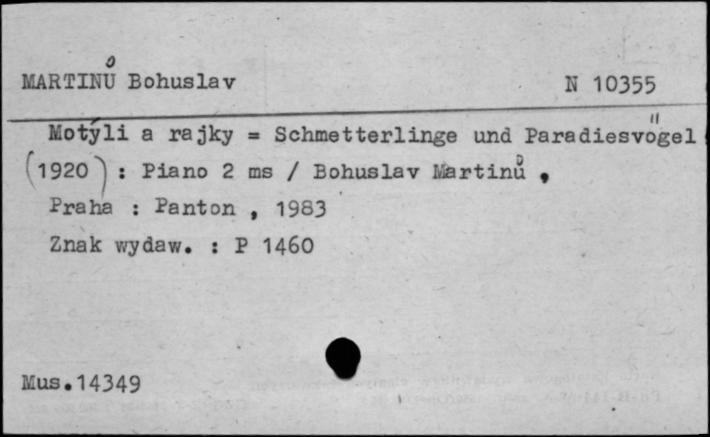 MARTINŮ Bohuslav
N 10355
Motýli a rajky = Schmetterlinge und Paradiesvögel
(1920) : Piano 2 ms / Bohuslav Martinů ,
Praha : Panton , 1983
Znak wydaw. : P 1460
Mus.14349